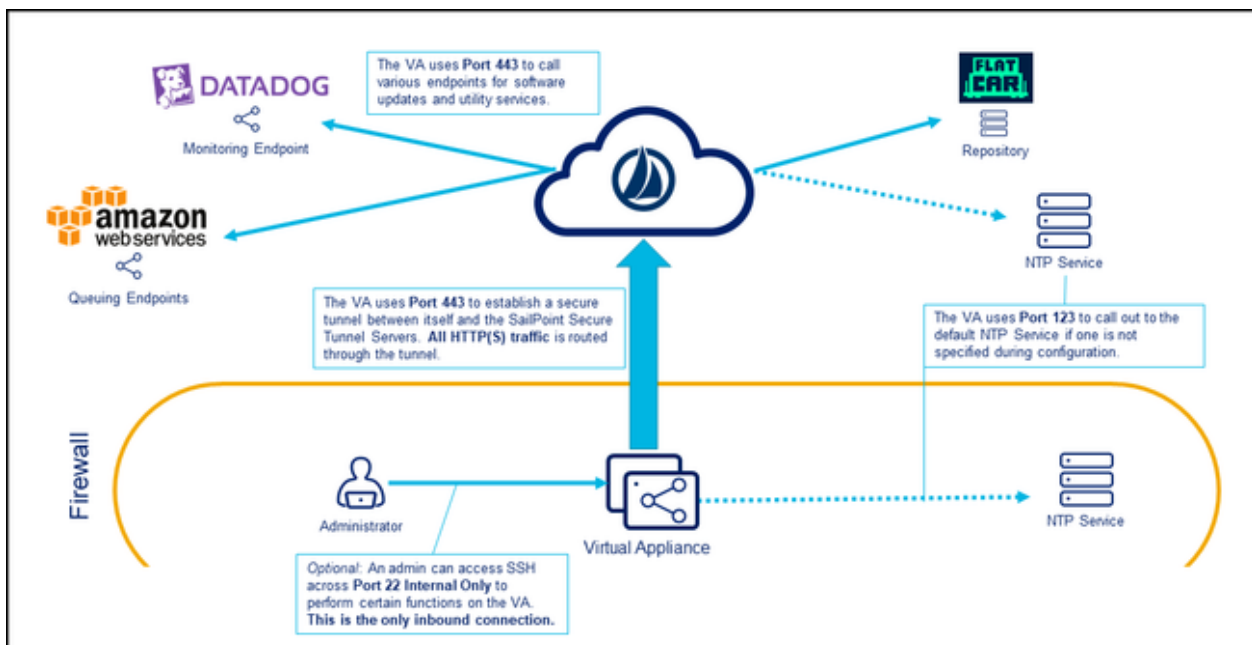 The VA uses Port 443 to call
various endpoints for software
updates and utility services.
DATADOG
Monitoring Endpoint
FLAT
CAR
Repository
amazon
webservices
Queuing Endpoints
NTP Service
The VA uses Port 443 to establish a secure
tunnel between itself and the SailPoint Secure
Tunnel Servers. All HTTP(S) traffic is routed
through the tunnel.
The VA uses Port 123 to call out to the
default NTP Service if one is not
specified during configuration.
Firewall
Administrator
Virtual Appliance
NTP Service
Optional: An admin can access SSH
across Port 22 Internal Only to
perform certain functions on the VA.
This is the only inbound connection.